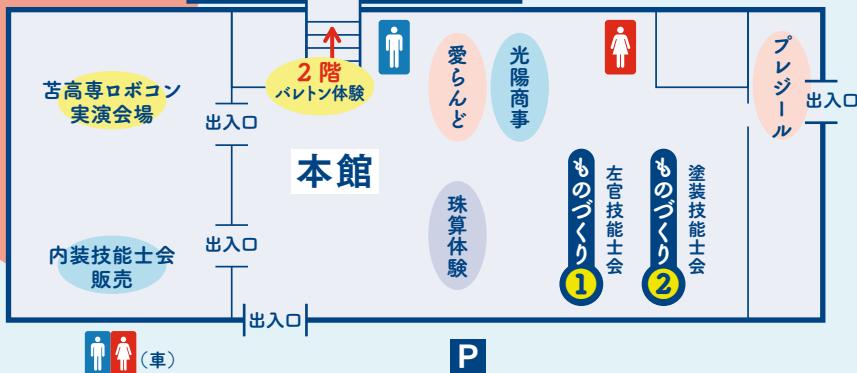 苫高専ロボコン
実演会場
出入口
2階
バレトン体験
愛らんど
光陽商事
プレジール
出入口
本館
珠算体験
ものづくり
1
左官技能士会
ものづくり
2
塗装技能士会
内装技能士会
販売
出入口
出入口
(車)
P